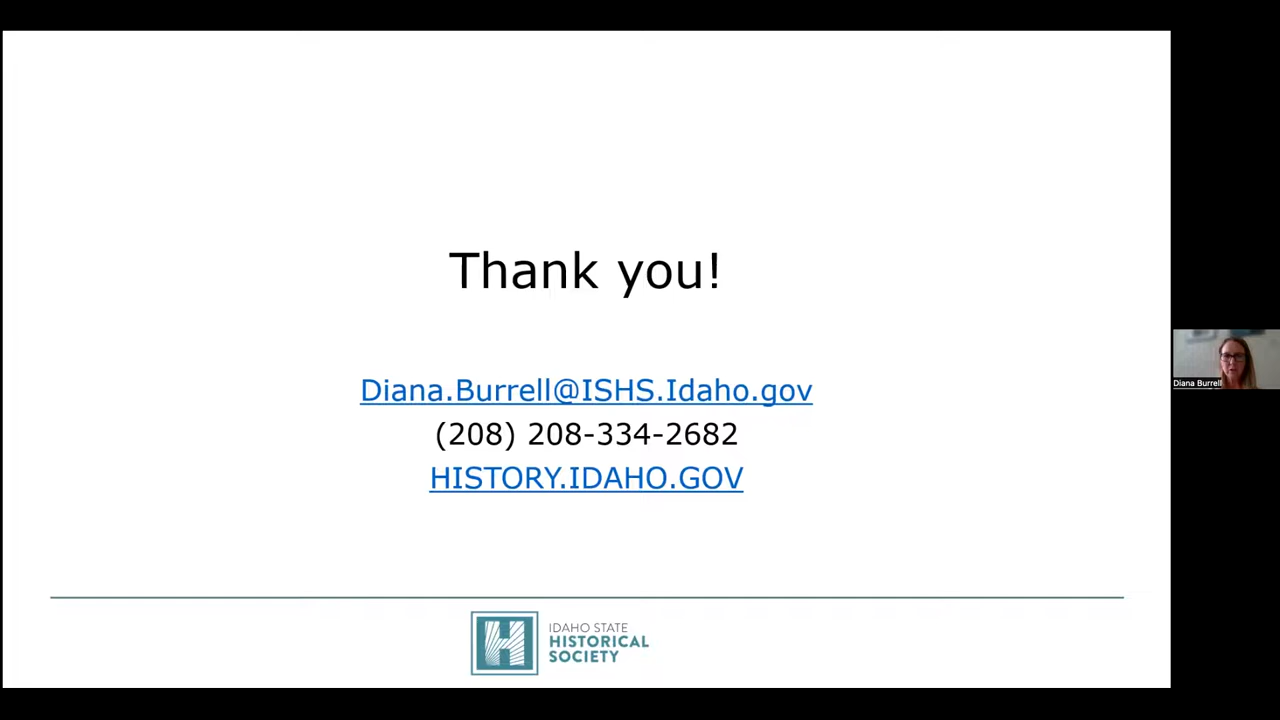 Thank you!
Diana.Burrell@ISHS.Idaho.gov
(208) 208-334-2682
HISTORY.IDAHO.GOV
IDAHO STATE
HISTORICAL
SOCIETY
Diana Burrell